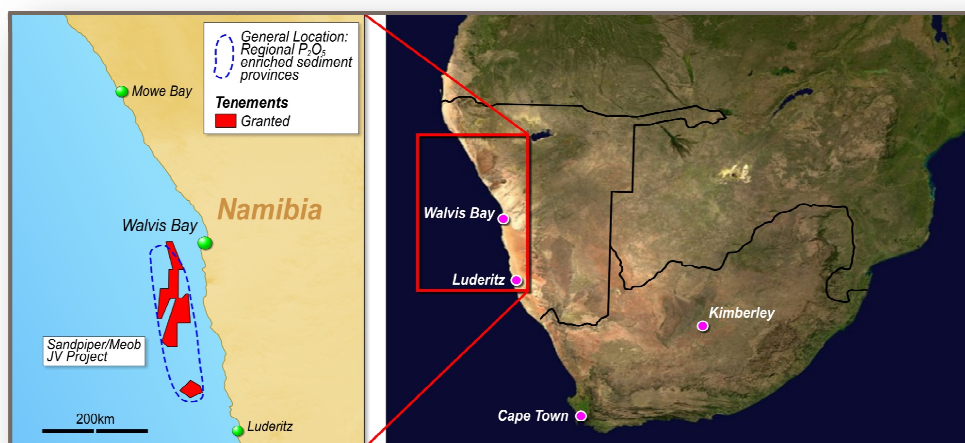 General Location:
Regional P₂O₅
enriched sediment
provinces
Tenements
Granted
Mowe Bay
Namibia
Walvis Bay
Sandpiper/Meob
JV Project
200km
Luderitz
Walvis Bay
Luderitz
Kimberley
Cape Town